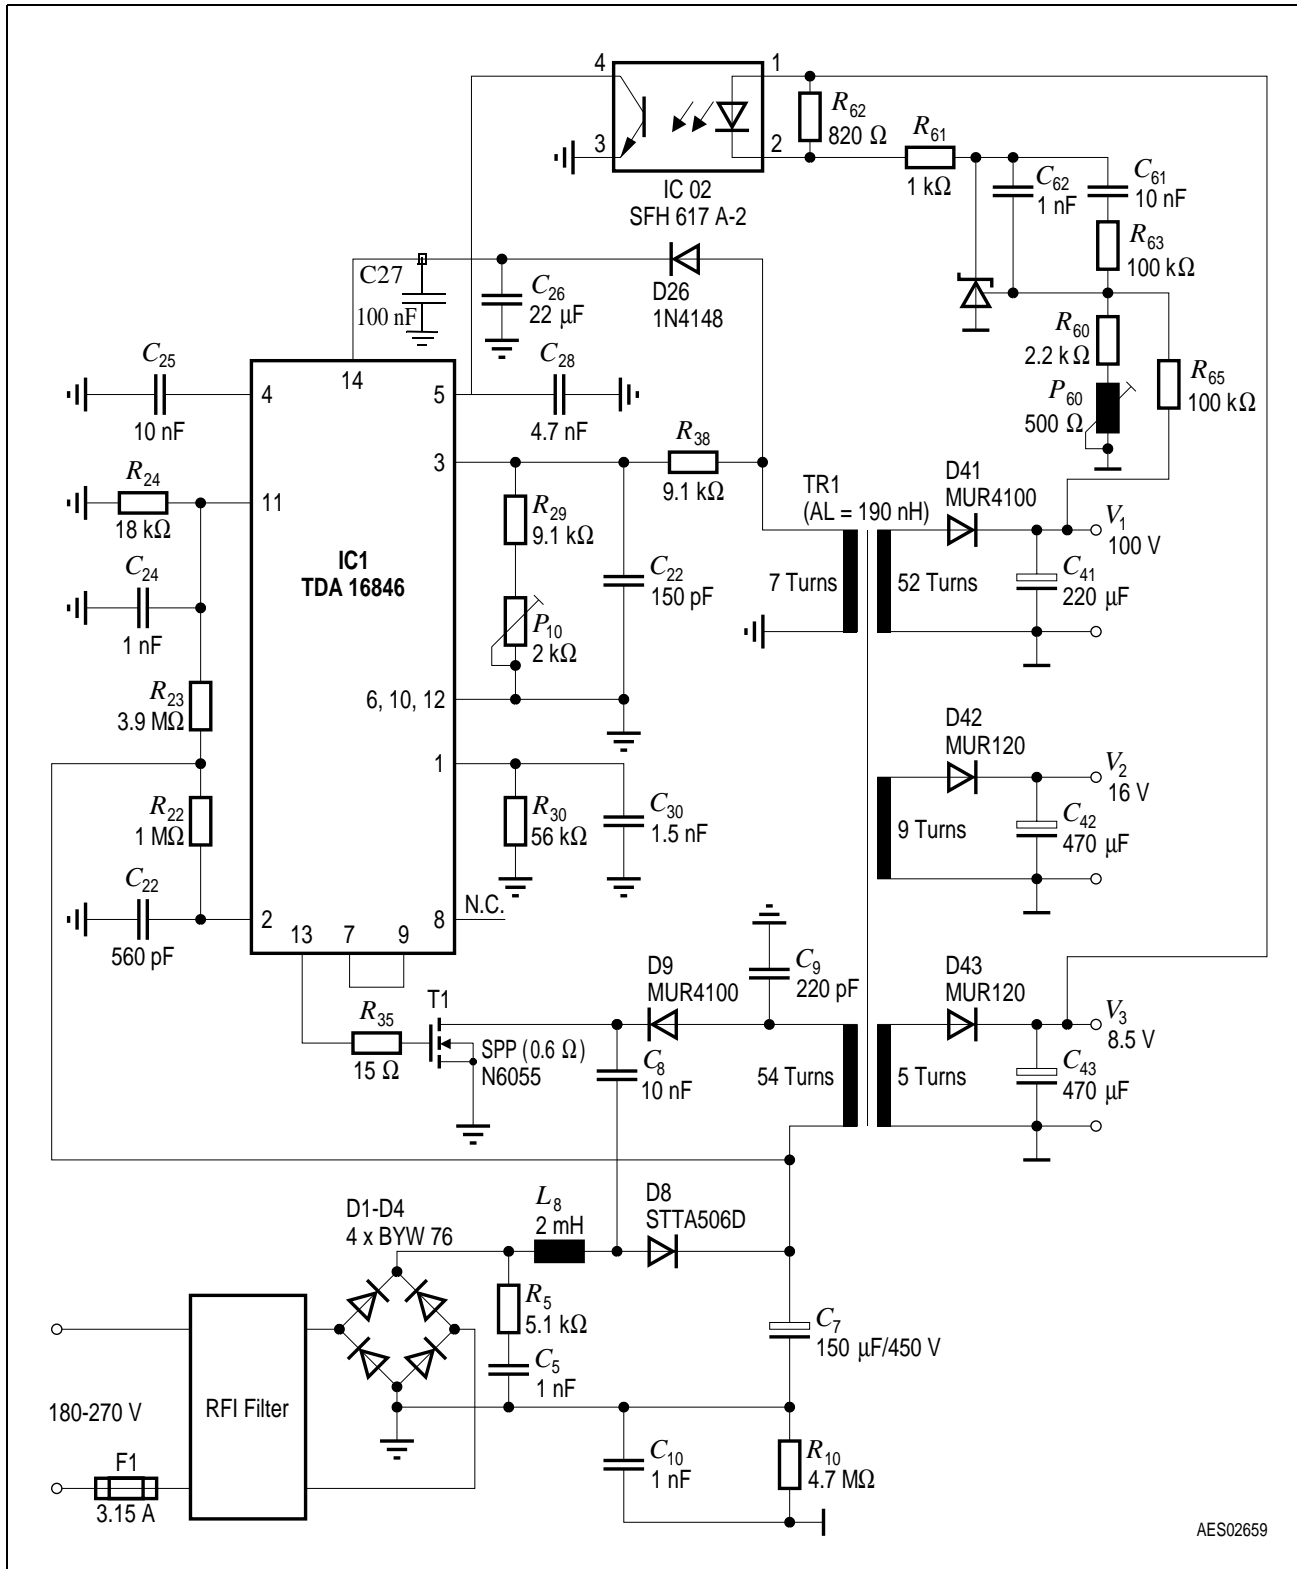 4
1
3
2
IC 02
SFH 617 A-2
R62
820 Ω
R61
1 kΩ
C62
1 nF
C61
10 nF
R63
100 kΩ
C27
100 nF
C26
22 µF
D26
1N4148
R60
2.2 kΩ
P60
500 Ω
R65
100 kΩ
C25
10 nF
4
14
5
C28
4.7 nF
R24
18 kΩ
11
3
R38
9.1 kΩ
C24
1 nF
IC1
TDA 16846
R29
9.1 kΩ
P10
2 kΩ
C22
150 pF
TR1
(AL = 190 nH)
7 Turns
52 Turns
D41
MUR4100
V1
100 V
C41
220 µF
R23
3.9 MΩ
6, 10, 12
1
R22
1 MΩ
R30
56 kΩ
C30
1.5 nF
D42
MUR120
V2
16 V
9 Turns
C42
470 µF
C22
560 pF
2
13
7
9
8
N.C.
R35
15 Ω
T1
SPP (0.6 Ω)
N6055
D9
MUR4100
C9
220 pF
C8
10 nF
54 Turns
5 Turns
D43
MUR120
V3
8.5 V
C43
470 µF
D1-D4
4 x BYW 76
L8
2 mH
D8
STTA506D
R5
5.1 kΩ
C5
1 nF
C7
150 µF/450 V
180-270 V
RFI Filter
F1
3.15 A
C10
1 nF
R10
4.7 MΩ
AES02659